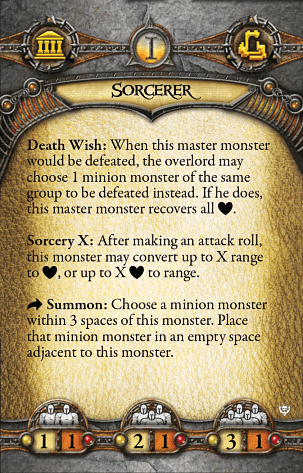 I
SORCERER
Death Wish: When this master monster
would be defeated, the overlord may
choose 1 minion monster of the same
group to be defeated instead. If he does,
this master monster recovers all ♥.
Sorcery X: After making an attack roll,
this monster may convert up to X range
to ♥, or up to X ♥ to range.
Summon: Choose a minion monster
within 3 spaces of this monster. Place
that minion monster in an empty space
adjacent to this monster.
1 1 2 1 3 1